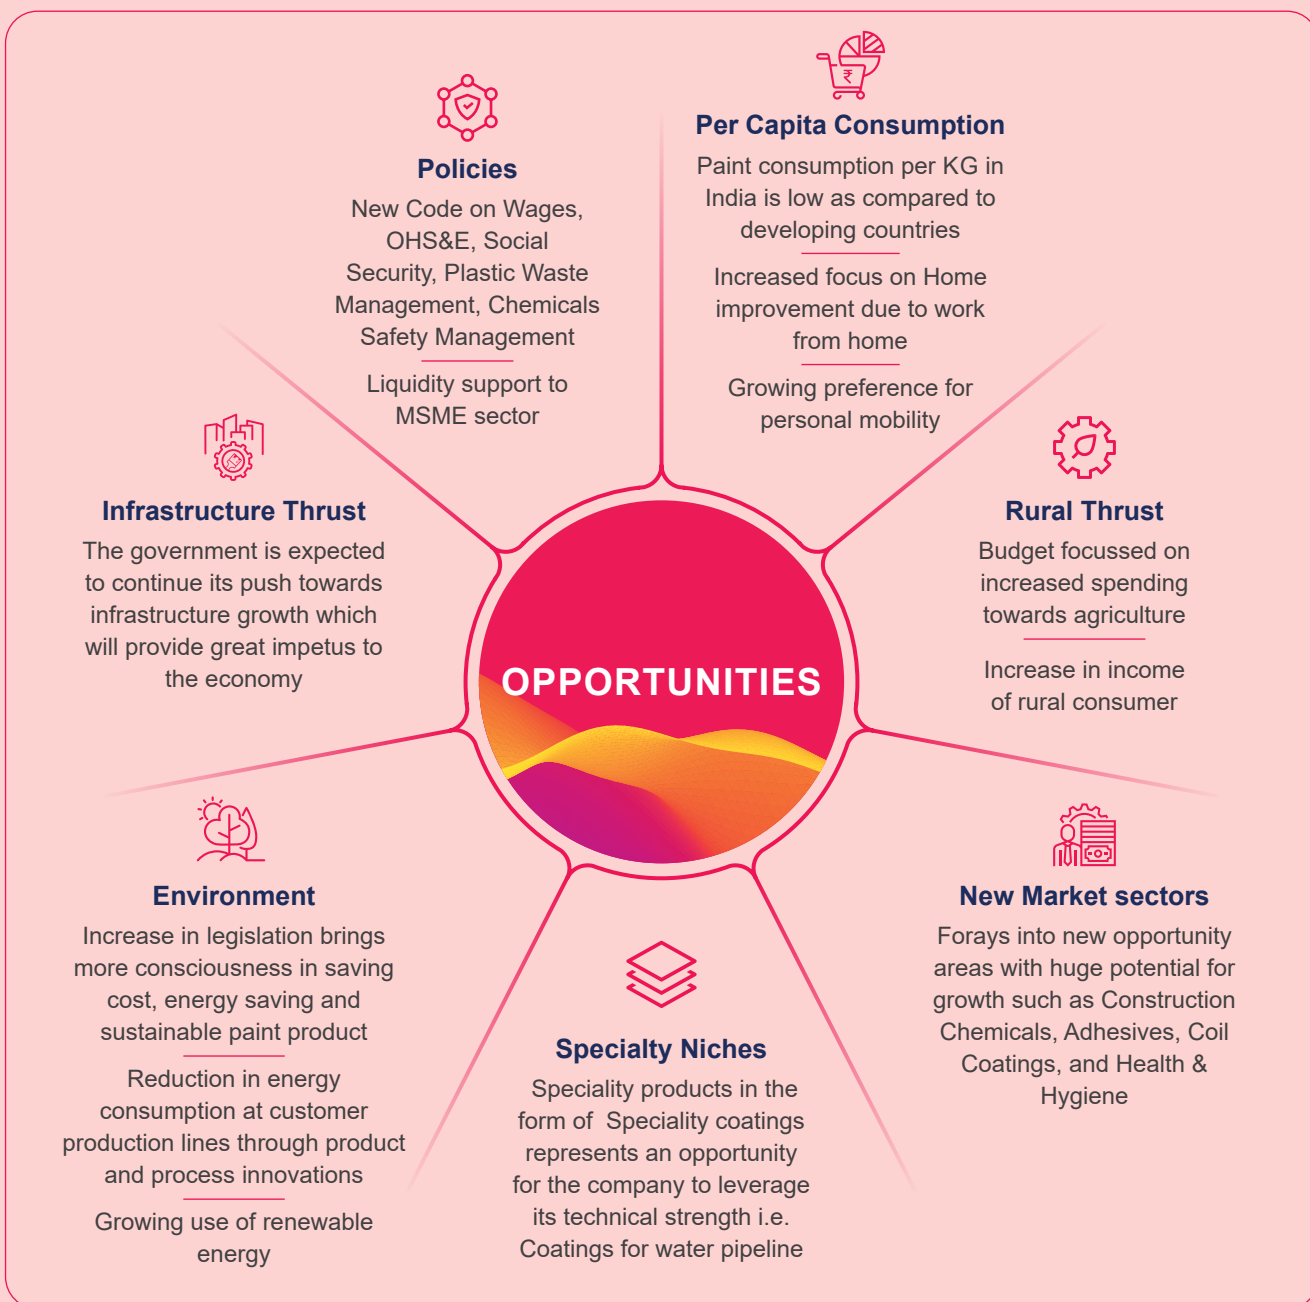 Policies
New Code on Wages,
OHS&E, Social
Security, Plastic Waste
Management, Chemicals
Safety Management
Liquidity support to
MSME sector
₹
Per Capita Consumption
Paint consumption per KG in
India is low as compared to
developing countries
Increased focus on Home
improvement due to work
from home
Growing preference for
personal mobility
Infrastructure Thrust
The government is expected
to continue its push towards
infrastructure growth which
will provide great impetus to
the economy
Rural Thrust
Budget focussed on
increased spending
towards agriculture
Increase in income
of rural consumer
OPPORTUNITIES
Environment
Increase in legislation brings
more consciousness in saving
cost, energy saving and
sustainable paint product
Reduction in energy
consumption at customer
production lines through product
and process innovations
Growing use of renewable
energy
Specialty Niches
Speciality products in the
form of  Speciality coatings
represents an opportunity
for the company to leverage
its technical strength i.e.
Coatings for water pipeline
New Market sectors
Forays into new opportunity
areas with huge potential for
growth such as Construction
Chemicals, Adhesives, Coil
Coatings, and Health &
Hygiene